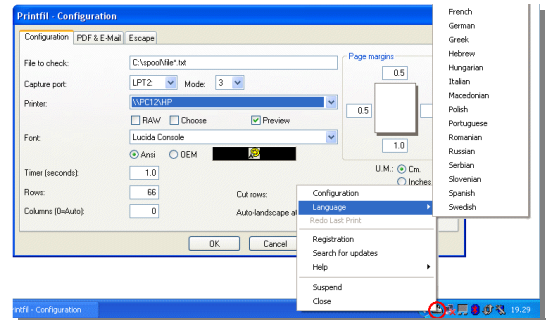 Printfil - Configuration
Configuration PDF & E-Mail Escape
File to check: C:\spool\file*.txt
Capture port: LPT2 Mode: 3
Printer: \\PC12\HP
RAW Choose Preview
Font: Lucida Console
Ansi OEM
Timer (seconds): 1.0
Rows: 66
Cut rows:
Columns (0=Auto): 0
Auto-landscape
OK Cancel
Page margins
0.5
0.5
1.0
U.M.: Cm.
Inches
Configuration
Language
Redo Last Print
Registration
Search for updates
Help
Suspend
Close
French
German
Greek
Hebrew
Hungarian
Italian
Macedonian
Polish
Portuguese
Romanian
Russian
Serbian
Slovenian
Spanish
Swedish
intfil - Configuration
19.29